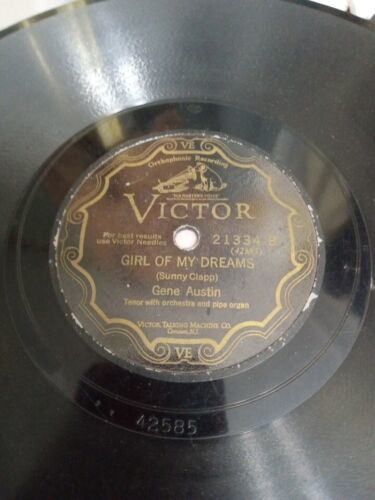 VE
Orthophonic Recording
"HIS MASTER'S VOICE"
VICTOR
For best results
use Victor Needles
21334-B
GIRL OF MY DREAMS
(Sunny Clapp)
Gene Austin
Tenor with orchestra and pipe organ
VICTOR TALKING MACHINE CO.
Camden, N.J.
VE
42585